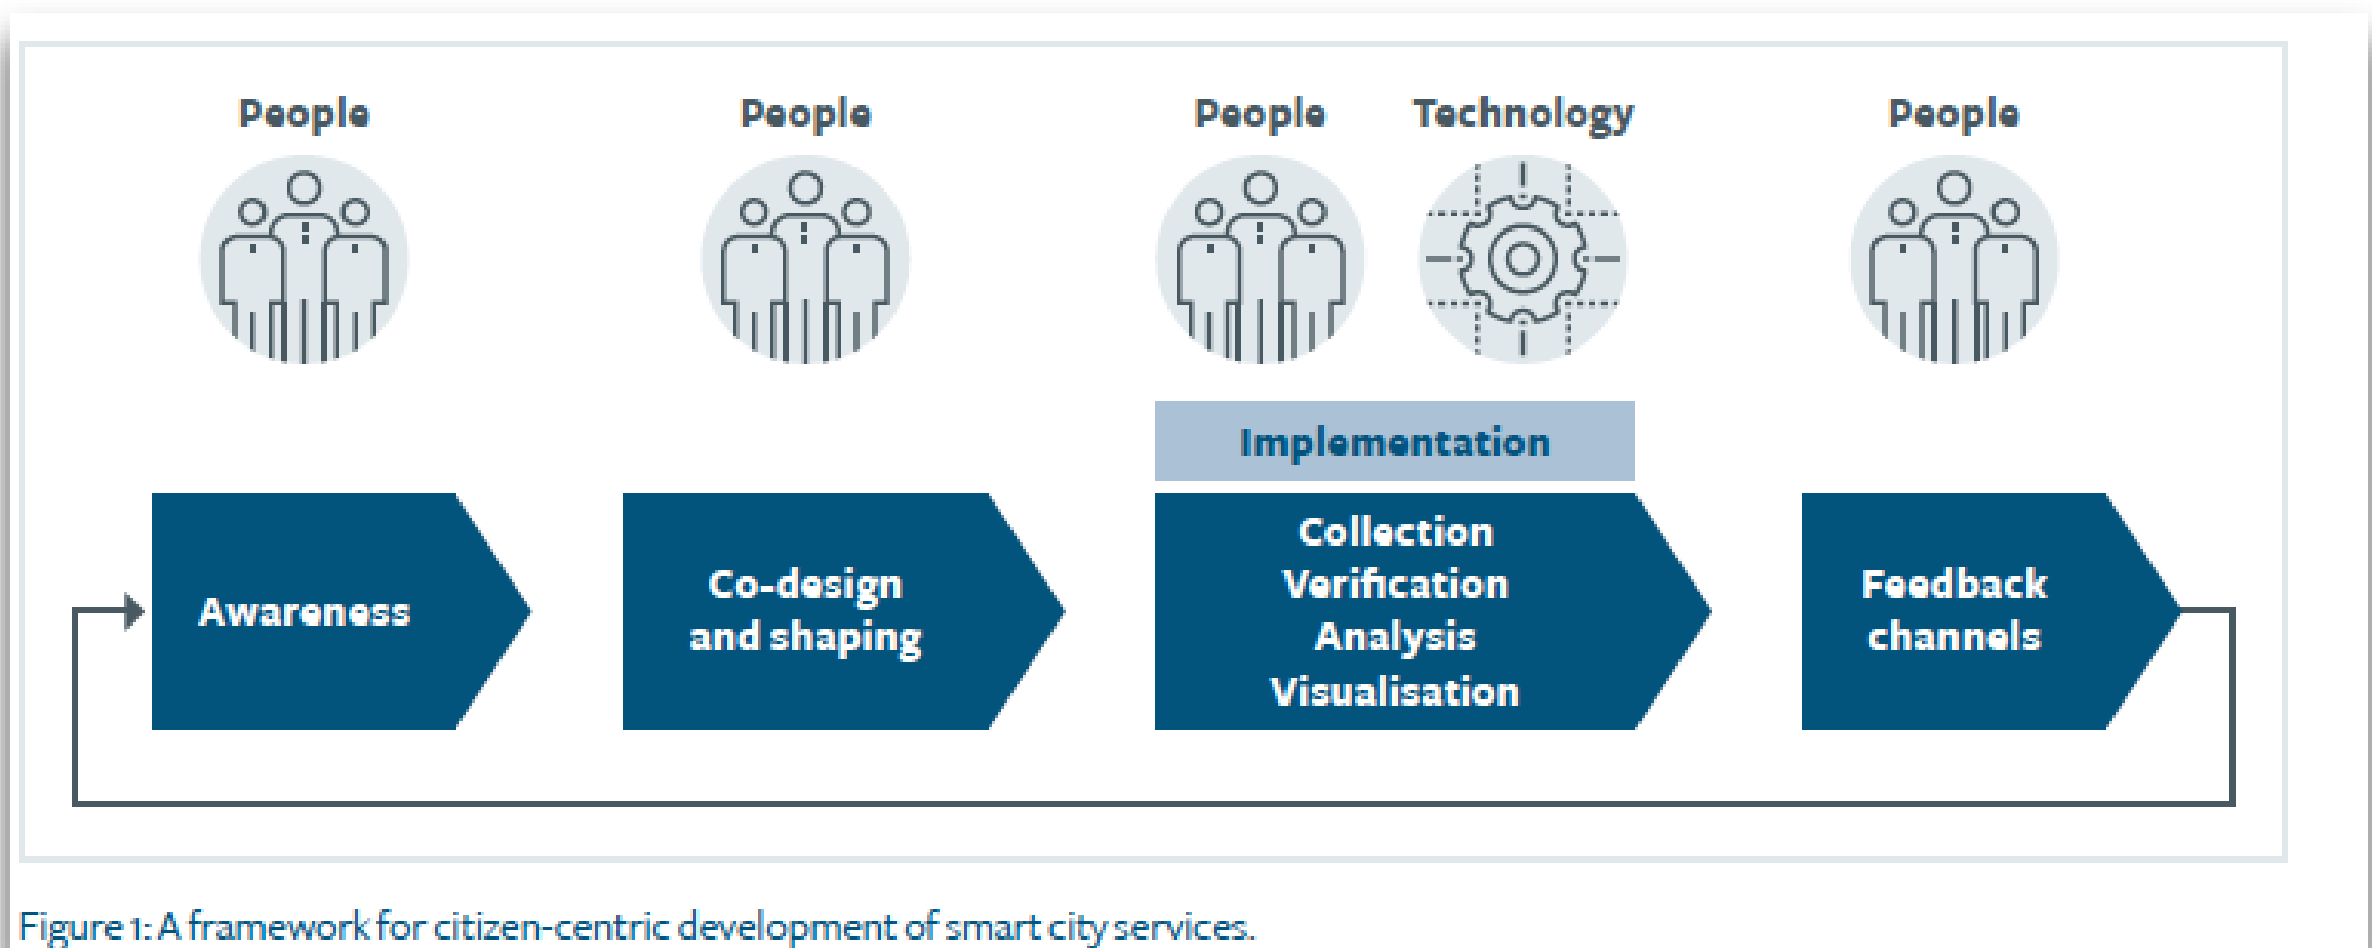 People
People
People
Technology
People
Implementation
Awareness
Co-design
and shaping
Collection
Verification
Analysis
Visualisation
Feedback
channels
Figure 1: A framework for citizen-centric development of smart city services.